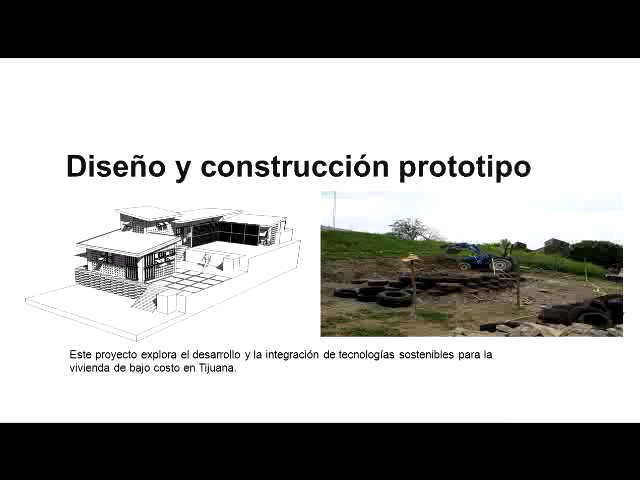 Diseño y construcción prototipo
Este proyecto explora el desarrollo y la integración de tecnologías sostenibles para la
vivienda de bajo costo en Tijuana.